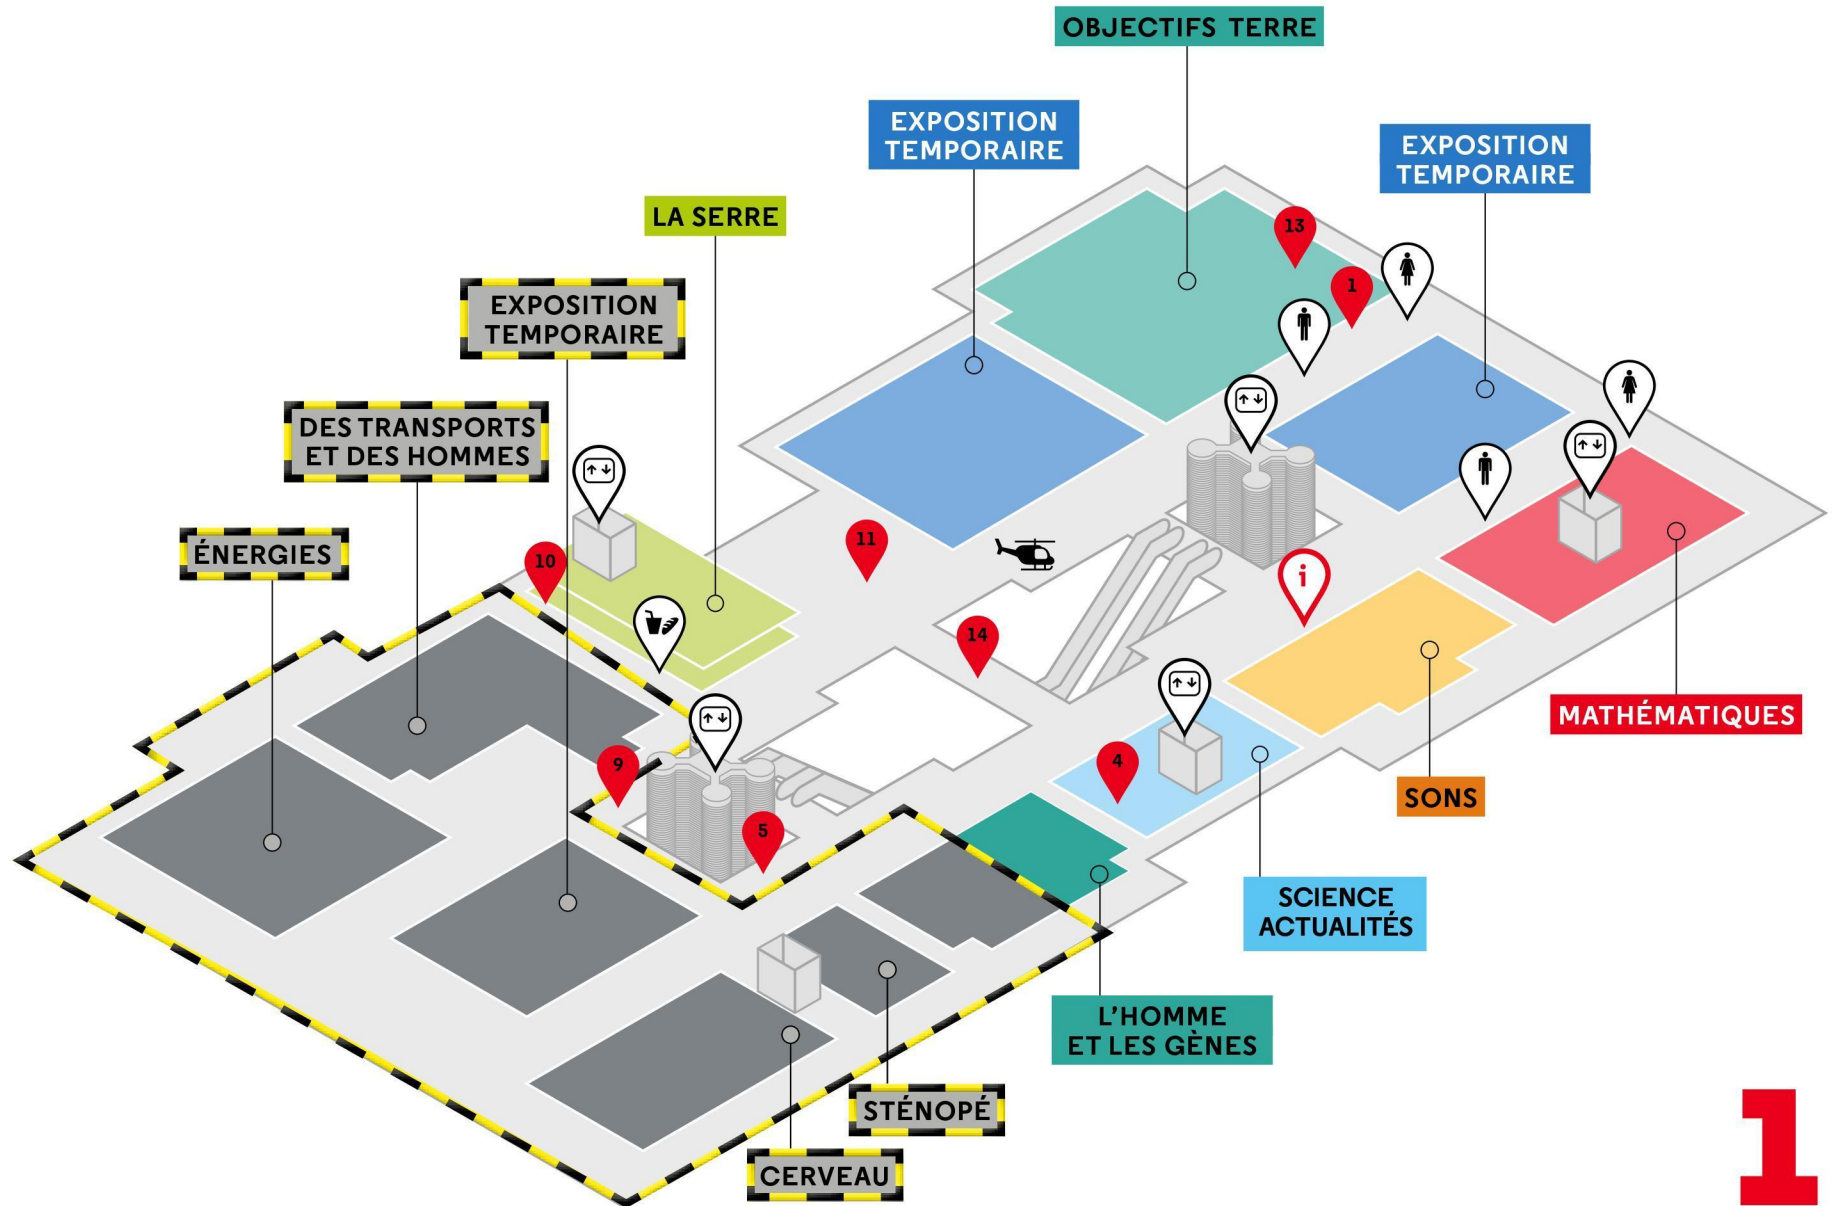 OBJECTIFS TERRE
EXPOSITION
TEMPORAIRE
EXPOSITION
TEMPORAIRE
LA SERRE
13
1
EXPOSITION
TEMPORAIRE
DES TRANSPORTS
ET DES HOMMES
ÉNERGIES
10
11
i
14
MATHÉMATIQUES
9
4
SONS
5
SCIENCE
ACTUALITÉS
L'HOMME
ET LES GÈNES
STÉNOPÉ
CERVEAU
1